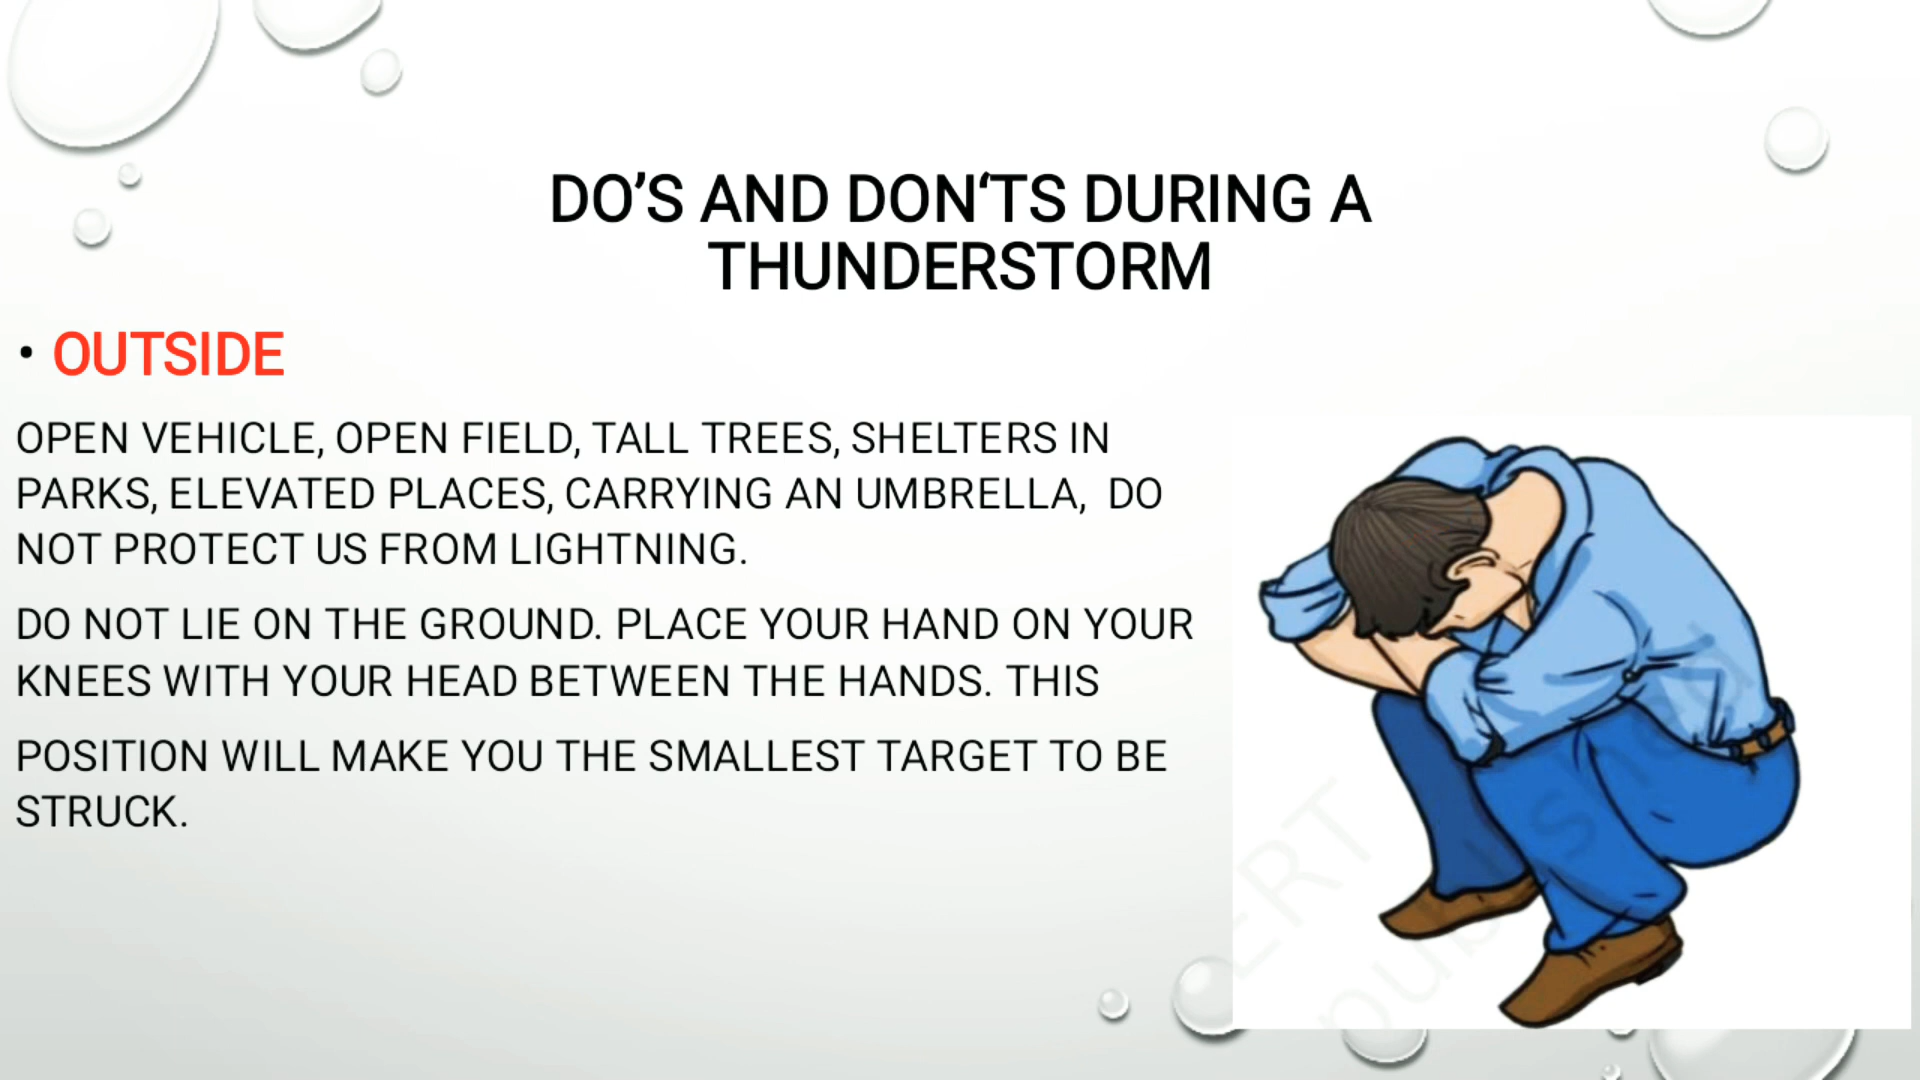 DO’S AND DON‘TS DURING A
THUNDERSTORM
• OUTSIDE
OPEN VEHICLE, OPEN FIELD, TALL TREES, SHELTERS IN
PARKS, ELEVATED PLACES, CARRYING AN UMBRELLA,  DO
NOT PROTECT US FROM LIGHTNING.
DO NOT LIE ON THE GROUND. PLACE YOUR HAND ON YOUR
KNEES WITH YOUR HEAD BETWEEN THE HANDS. THIS
POSITION WILL MAKE YOU THE SMALLEST TARGET TO BE
STRUCK.